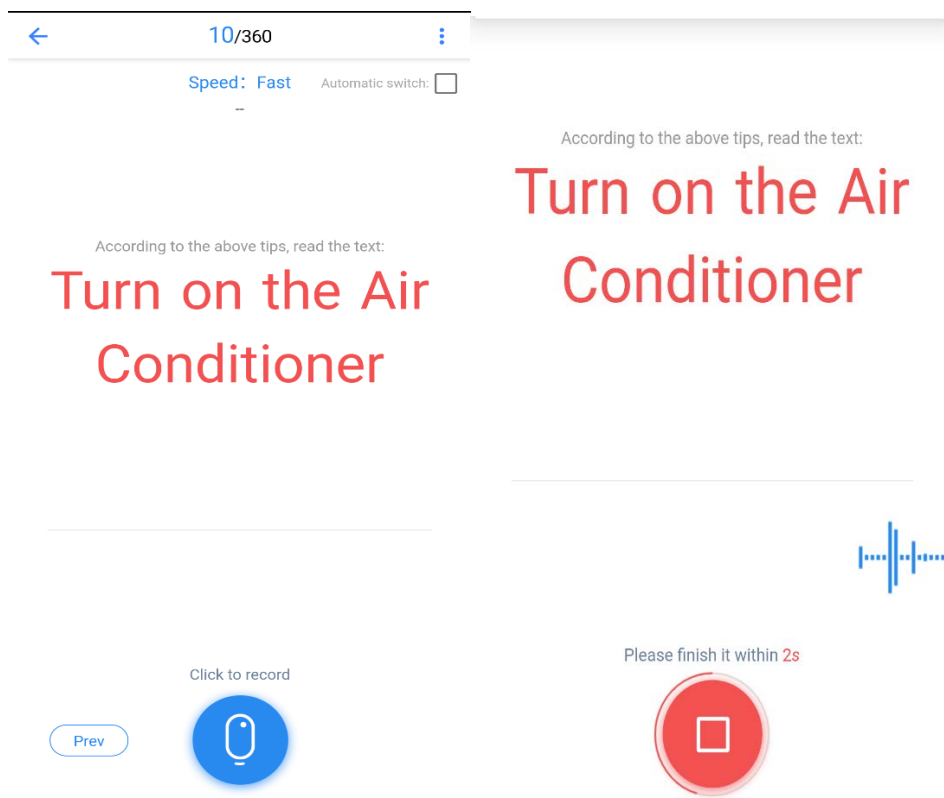 10/360
Speed: Fast
Automatic switch:
--
According to the above tips, read the text:
Turn on the Air
Conditioner
Click to record
Prev
According to the above tips, read the text:
Turn on the Air
Conditioner
Please finish it within 2s